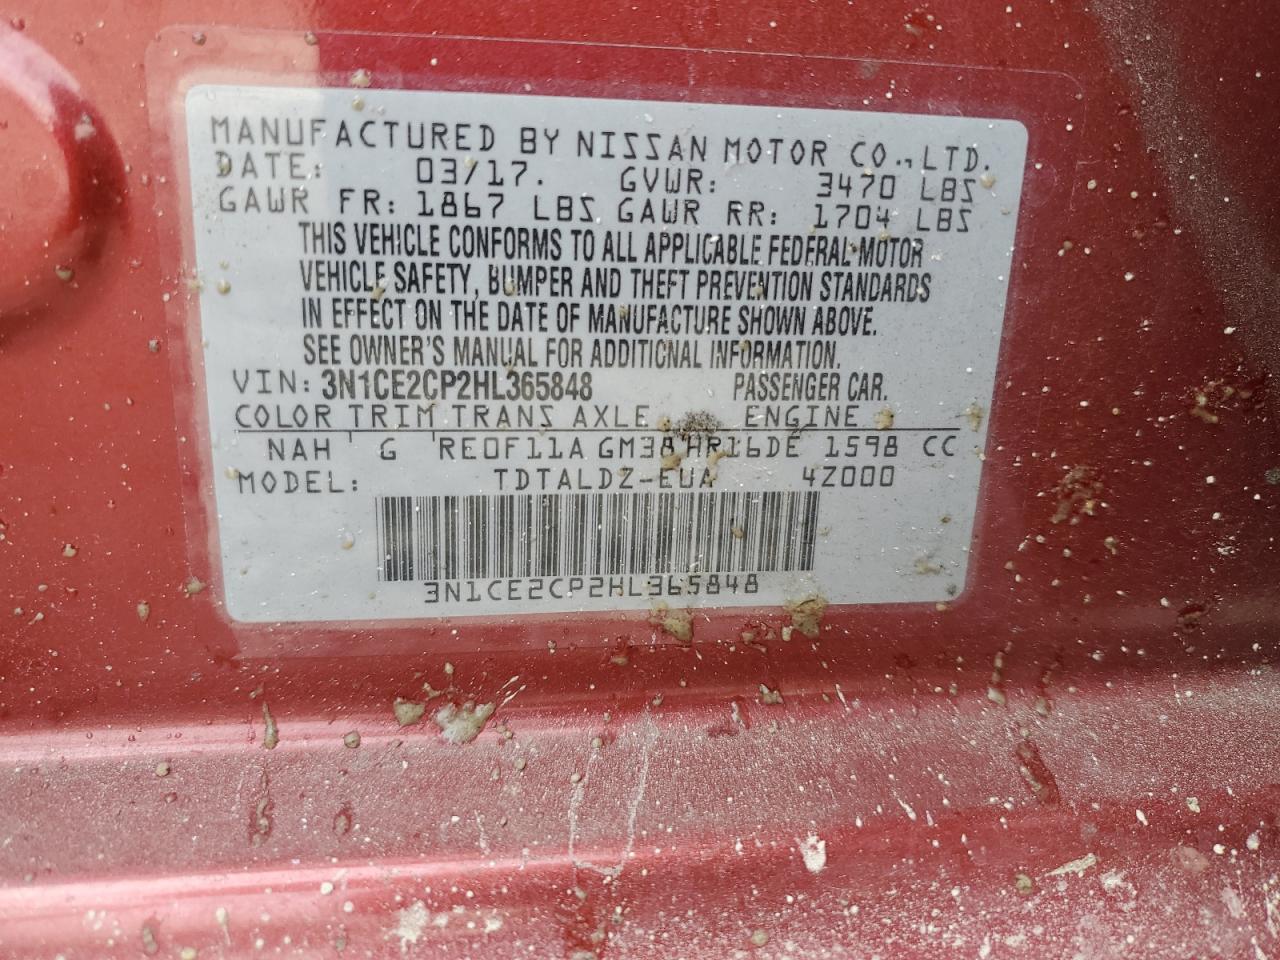 MANUFACTURED BY NISSAN MOTOR CO., LTD.
DATE: 03/17. GVWR: 3470 LBS
GAWR FR: 1867 LBS GAWR RR: 1704 LBS
THIS VEHICLE CONFORMS TO ALL APPLICABLE FEDERAL MOTOR
VEHICLE SAFETY, BUMPER AND THEFT PREVENTION STANDARDS
IN EFFECT ON THE DATE OF MANUFACTURE SHOWN ABOVE.
SEE OWNER'S MANUAL FOR ADDITIONAL INFORMATION.
VIN: 3N1CE2CP2HL365848 PASSENGER CAR.
COLOR TRIM TRANS AXLE ENGINE
NAH G RE0F11A GM38 HR16DE 1598 CC
MODEL: TDTALDZ-EUA 4Z000
3N1CE2CP2HL365848